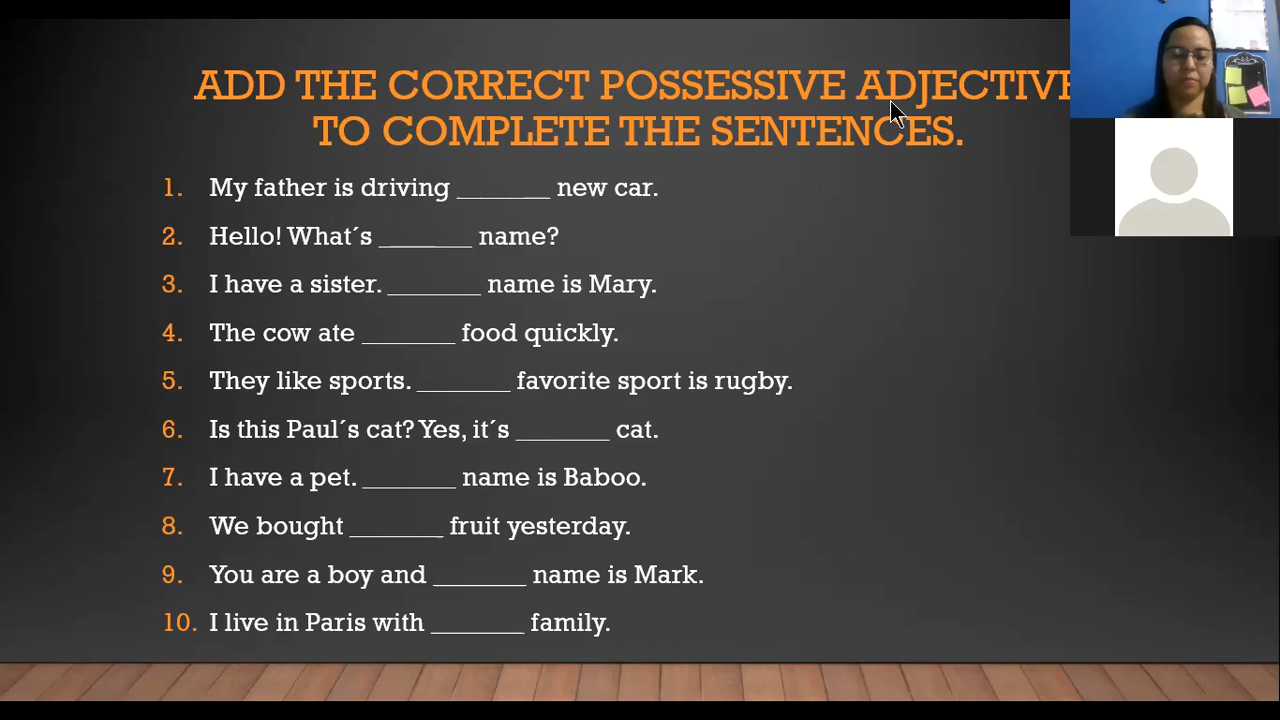 ADD THE CORRECT POSSESSIVE ADJECTIVE
TO COMPLETE THE SENTENCES.
1. My father is driving _______ new car.
2. Hello! What´s _______ name?
3. I have a sister. _______ name is Mary.
4. The cow ate _______ food quickly.
5. They like sports. _______ favorite sport is rugby.
6. Is this Paul´s cat? Yes, it´s _______ cat.
7. I have a pet. _______ name is Baboo.
8. We bought _______ fruit yesterday.
9. You are a boy and _______ name is Mark.
10. I live in Paris with _______ family.